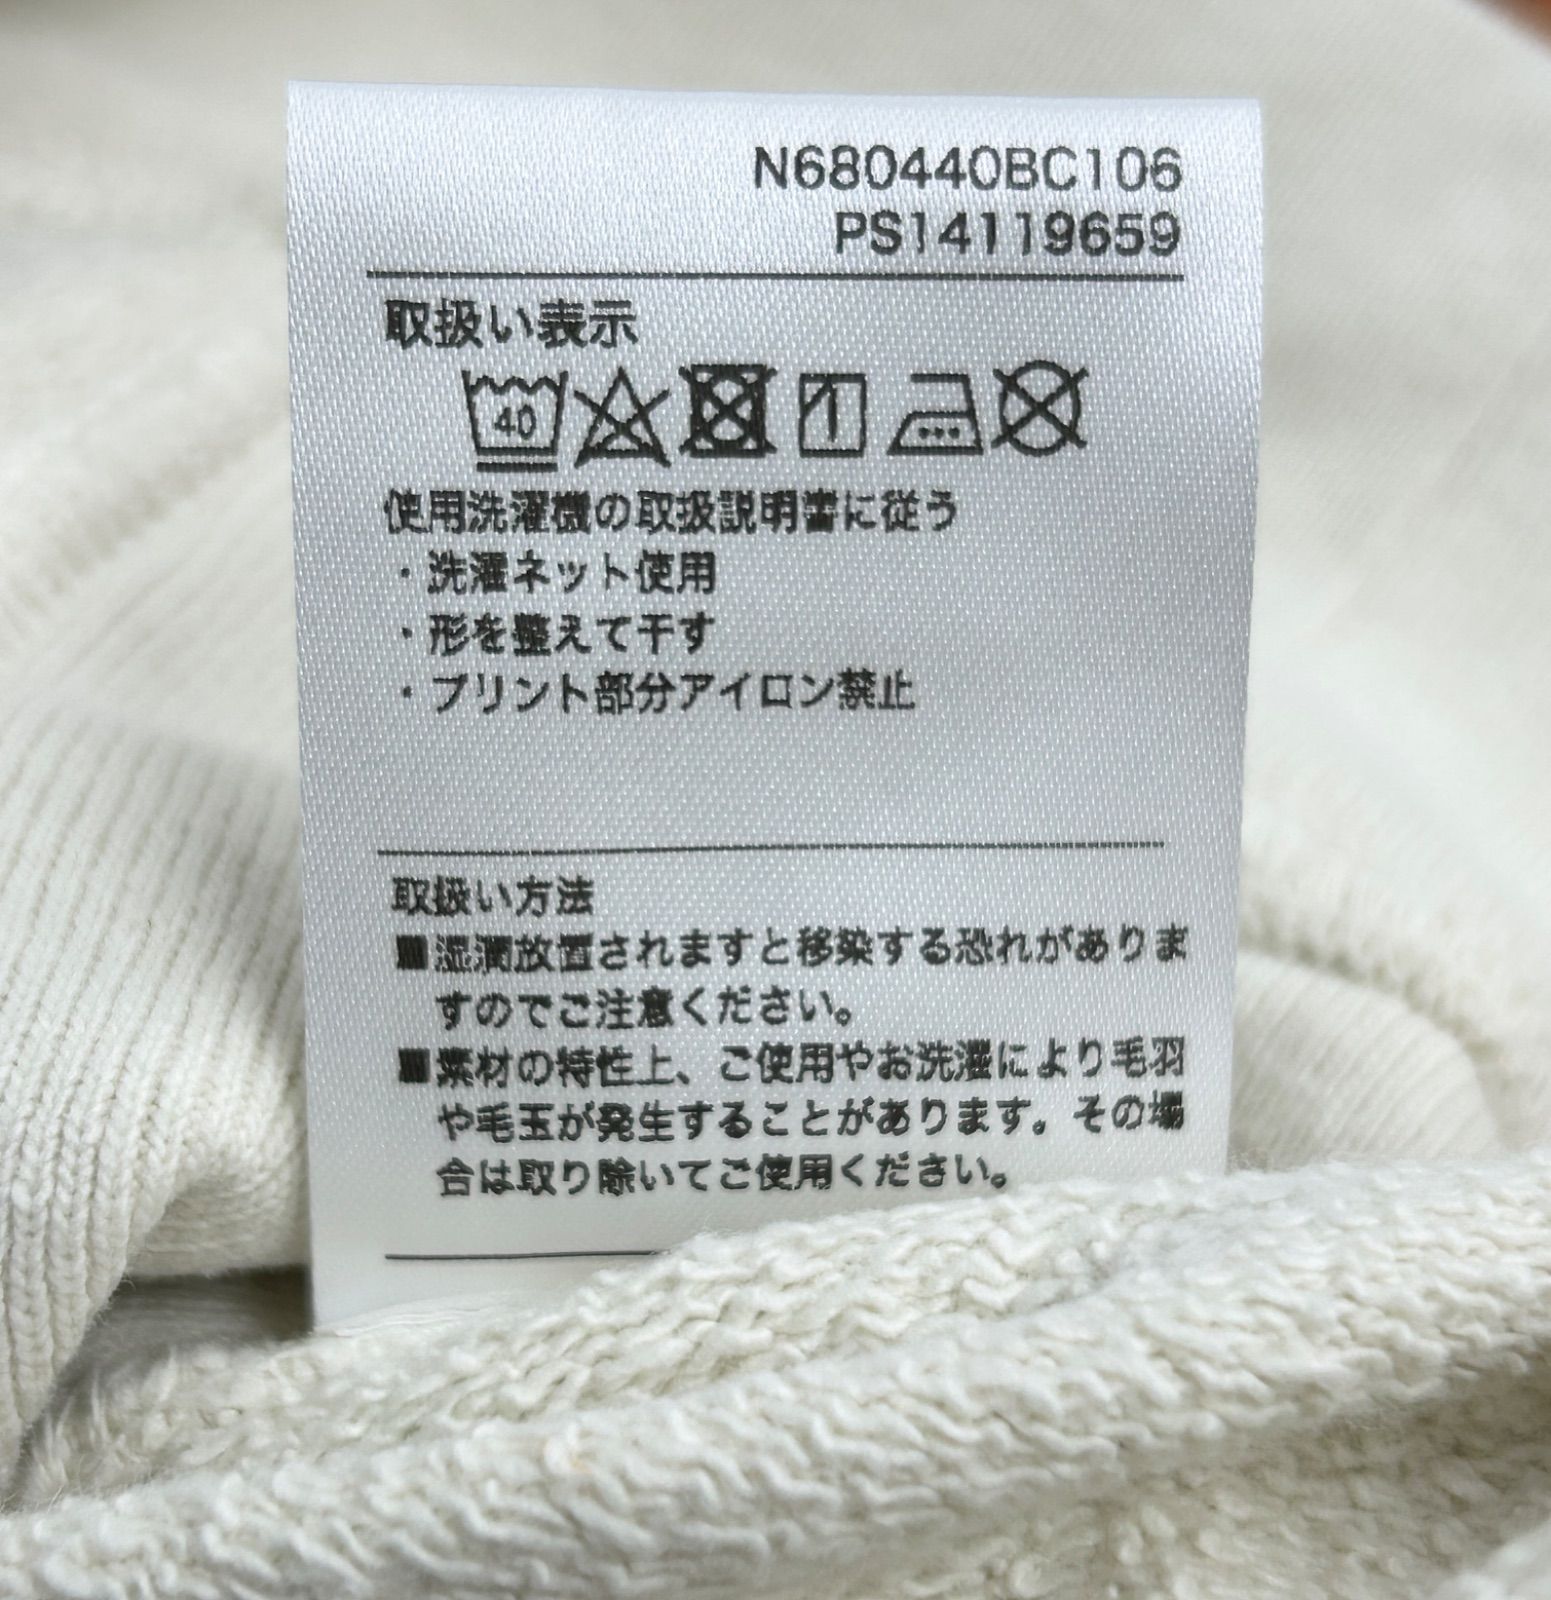 N680440BC106
PS14119659
取扱い表示
40
使用洗濯機の取扱説明書に従う
・洗濯ネット使用
・形を整えて干す
・プリント部分アイロン禁止
取扱い方法
■湿潤放置されますと移染する恐れがありま
すのでご注意ください。
■素材の特性上、ご使用やお洗濯により毛羽
や毛玉が発生することがあります。その場
合は取り除いてご使用ください。